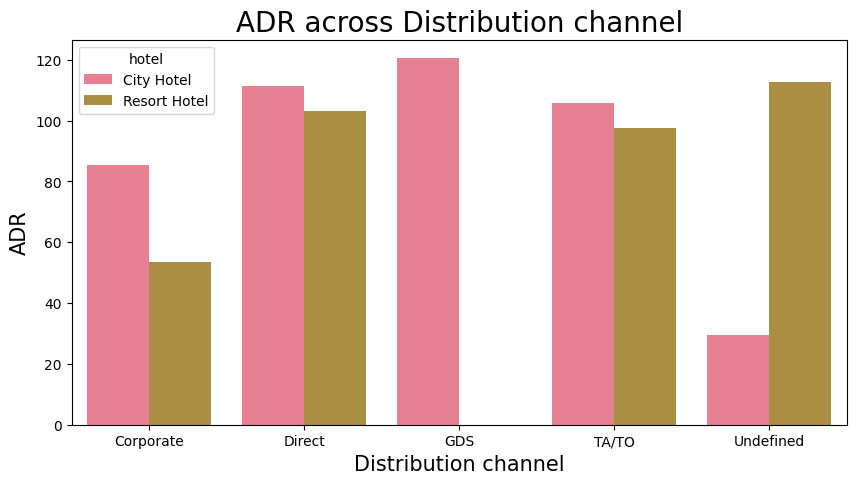 ADR across Distribution channel
hotel
City Hotel
Resort Hotel
ADR
120
100
80
60
40
20
0
Corporate
Direct
GDS
TA/TO
Undefined
Distribution channel